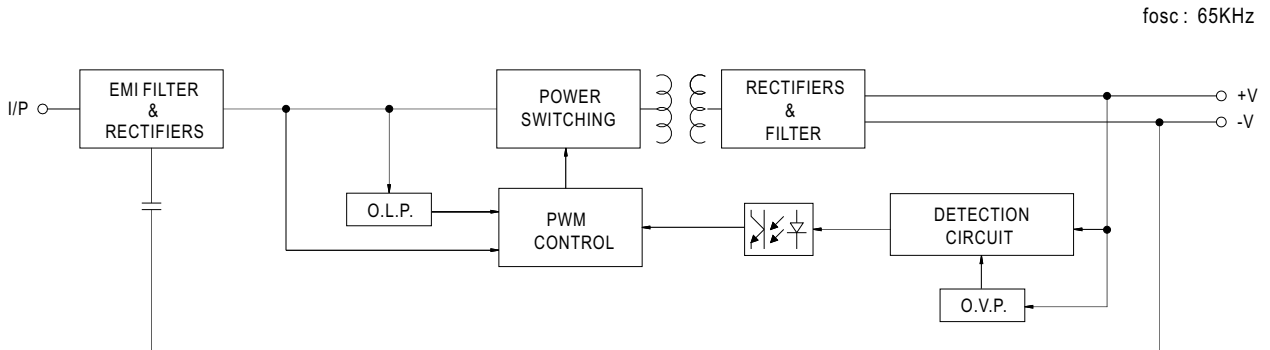 fosc : 65KHz
I/P
EMI FILTER
&
RECTIFIERS
POWER
SWITCHING
RECTIFIERS
&
FILTER
+V
-V
O.L.P.
PWM
CONTROL
DETECTION
CIRCUIT
O.V.P.